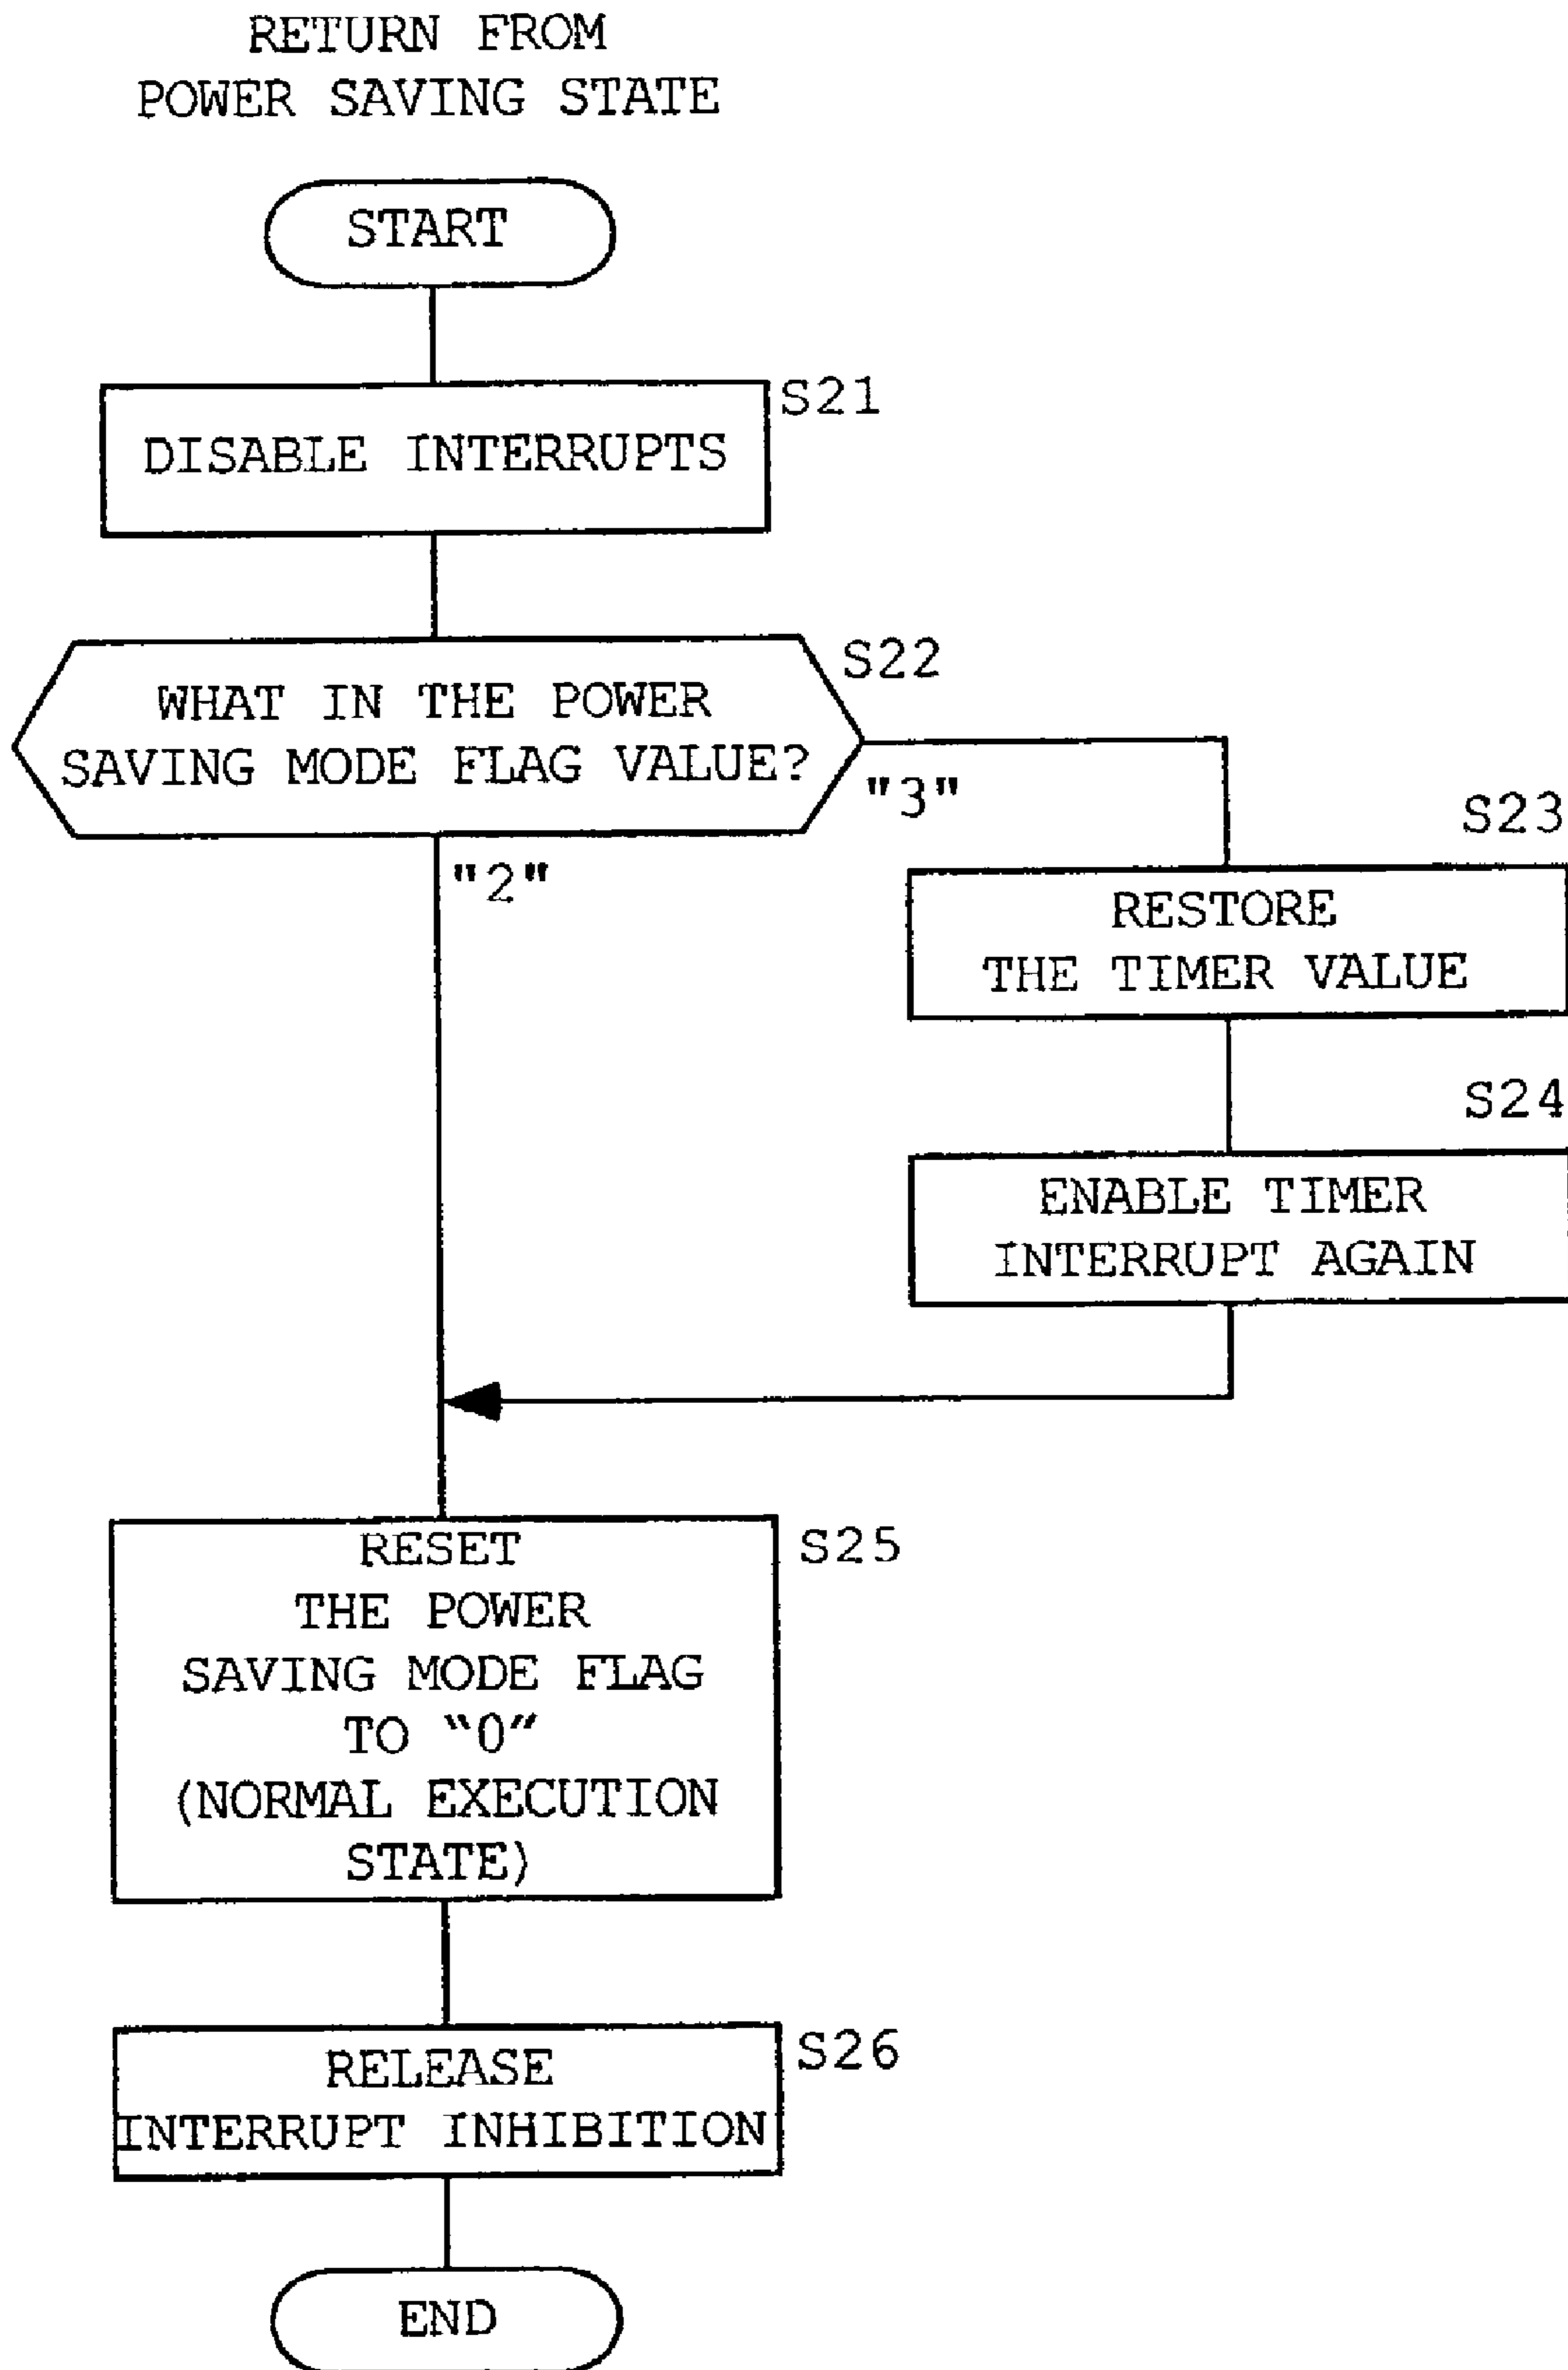 RETURN FROM
POWER SAVING STATE
START
S21
DISABLE INTERRUPTS
S22
WHAT IN THE POWER
SAVING MODE FLAG VALUE?
"3"
"2"
S23
RESTORE
THE TIMER VALUE
S24
ENABLE TIMER
INTERRUPT AGAIN
S25
RESET
THE POWER
SAVING MODE FLAG
TO “0”
(NORMAL EXECUTION
STATE)
S26
RELEASE
INTERRUPT INHIBITION
END